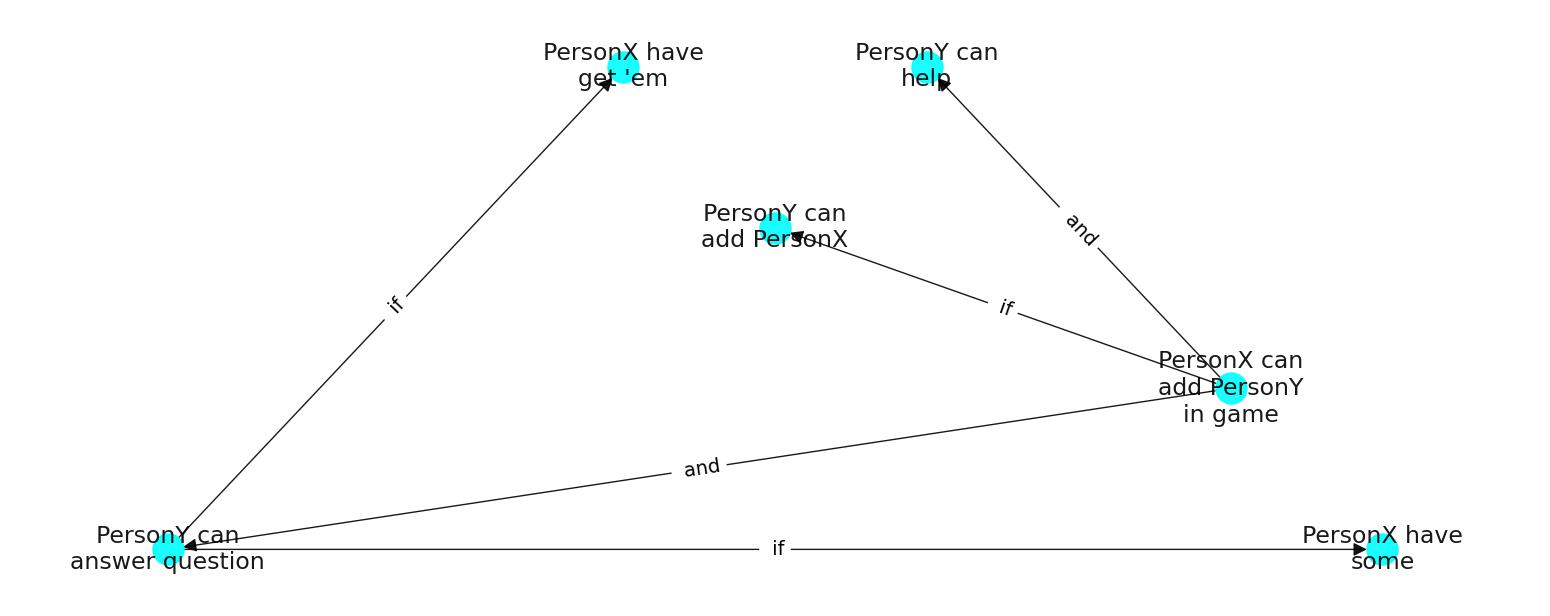 PersonX have
get 'em
PersonY can
help
PersonY can
add PersonX
and
if
if
PersonX can
add PersonY
in game
and
PersonY can
answer question
if
PersonX have
some